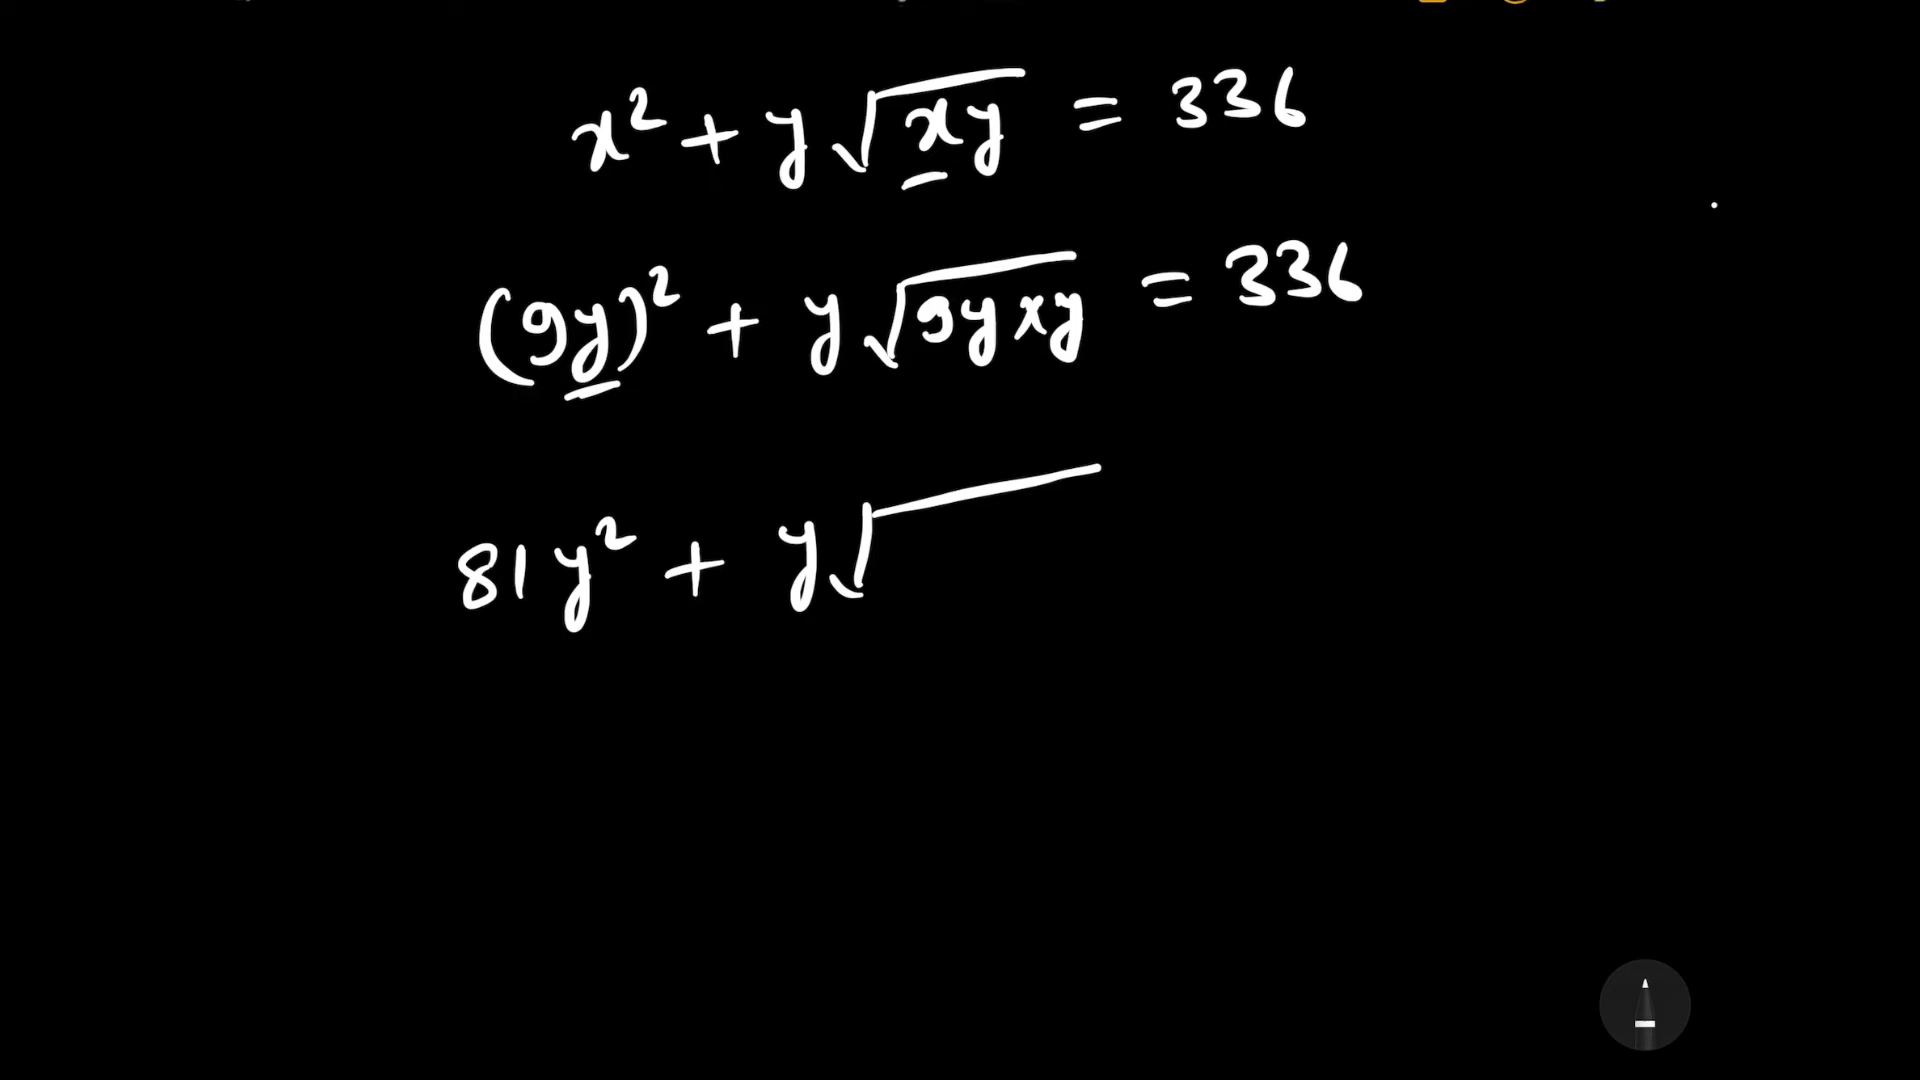 x² + y√xy = 336
(9y)² + y√9y×y = 336
81y² + y√